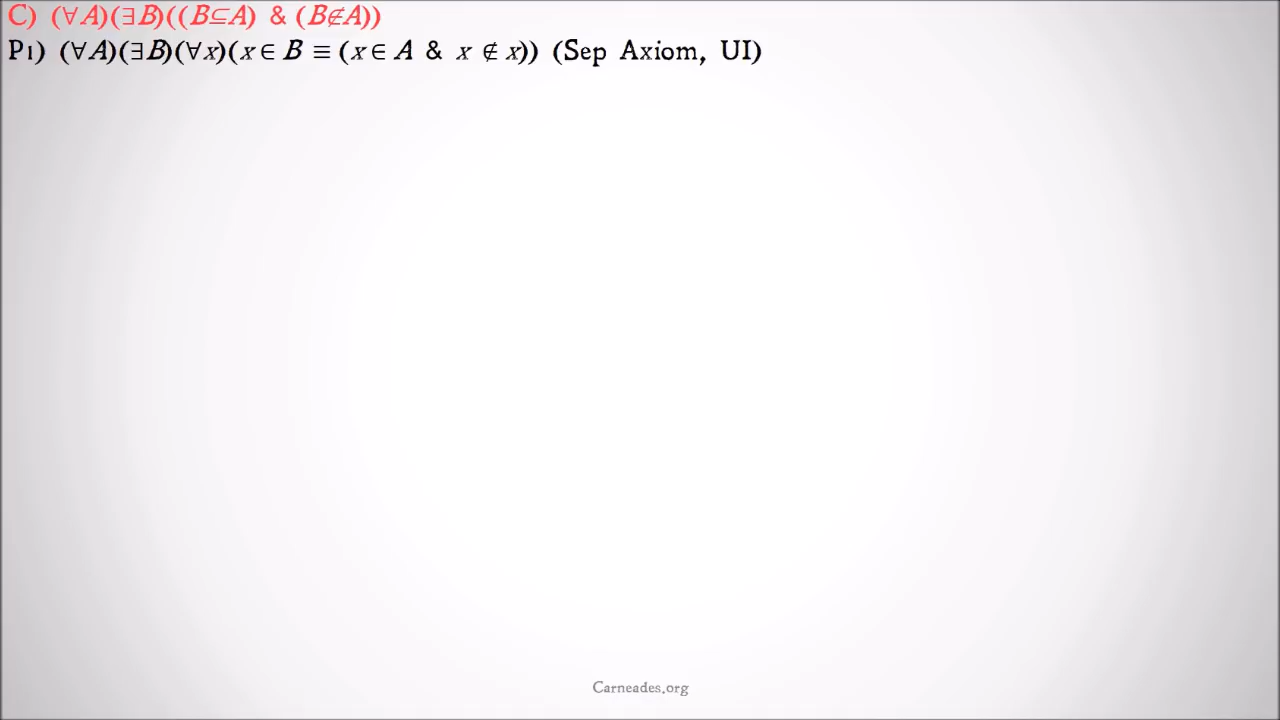 C) (∀A)(∃B)((B⊆A) & (B∉A))
P1) (∀A)(∃B)(∀x)(x∈ B ≡ (x∈ A & x ∉ x)) (Sep Axiom, UI)
Carneades.org